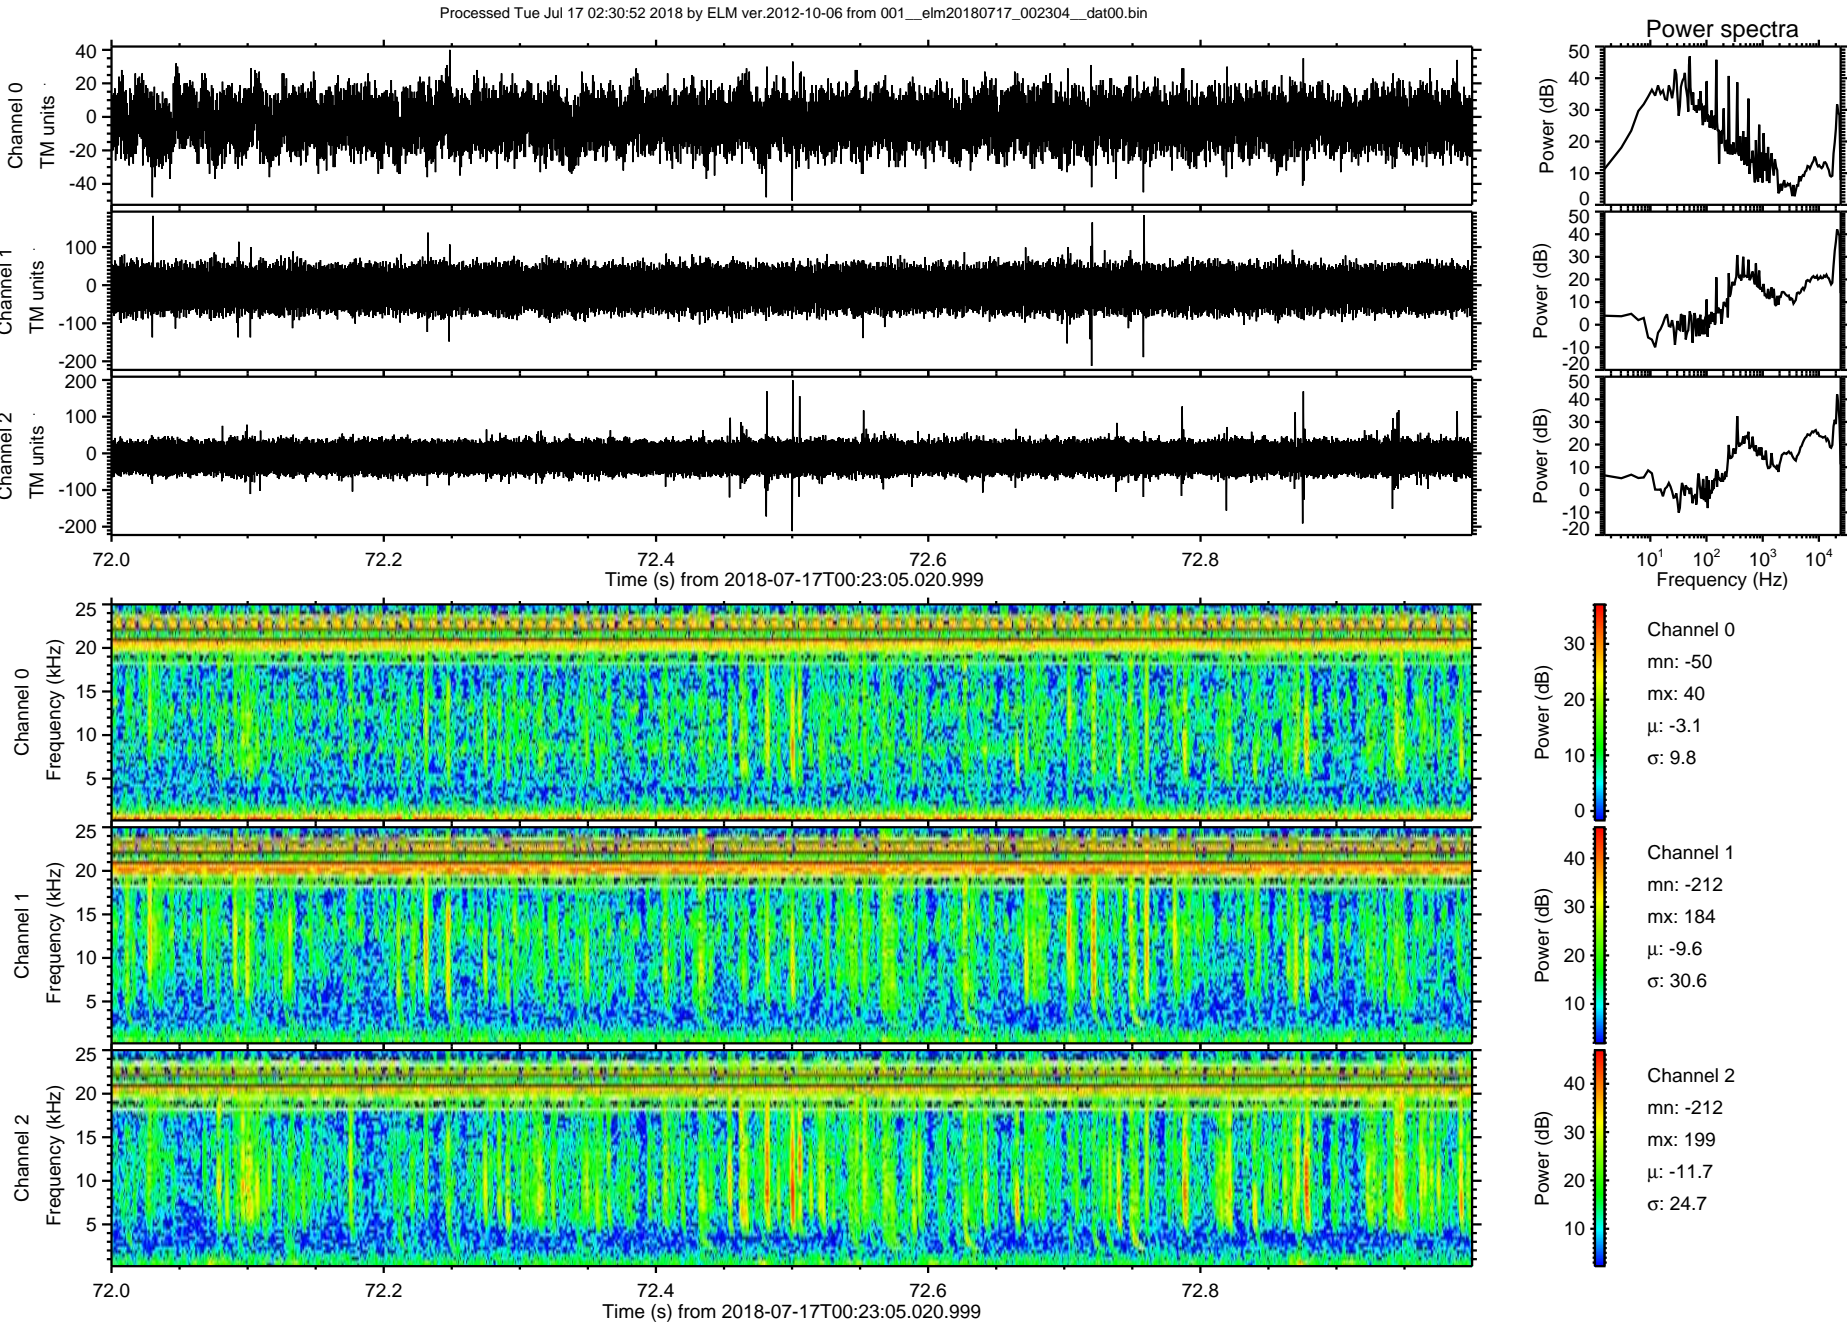 Processed Tue Jul 17 02:30:52 2018 by ELM ver.2012-10-06 from 001__elm20180717_002304__dat00.bin
Power spectra
Channel 0
TM units
40
20
0
-20
-40
Power (dB)
50
40
30
20
10
0
Channel 1
TM units
100
0
-100
-200
Power (dB)
50
40
30
20
10
0
-10
-20
Channel 2
TM units
200
100
0
-100
-200
Power (dB)
50
40
30
20
10
0
-10
-20
72.0 72.2 72.4 72.6 72.8
Time (s) from 2018-07-17T00:23:05.020.999
10^1 10^2 10^3 10^4
Frequency (Hz)
Channel 0
Frequency (kHz)
25
20
15
10
5
Power (dB)
30
20
10
0
Channel 0
mn: -50
mx: 40
μ: -3.1
σ: 9.8
Channel 1
Frequency (kHz)
25
20
15
10
5
Power (dB)
40
30
20
10
Channel 1
mn: -212
mx: 184
μ: -9.6
σ: 30.6
Channel 2
Frequency (kHz)
25
20
15
10
5
Power (dB)
40
30
20
10
Channel 2
mn: -212
mx: 199
μ: -11.7
σ: 24.7
72.0 72.2 72.4 72.6 72.8
Time (s) from 2018-07-17T00:23:05.020.999